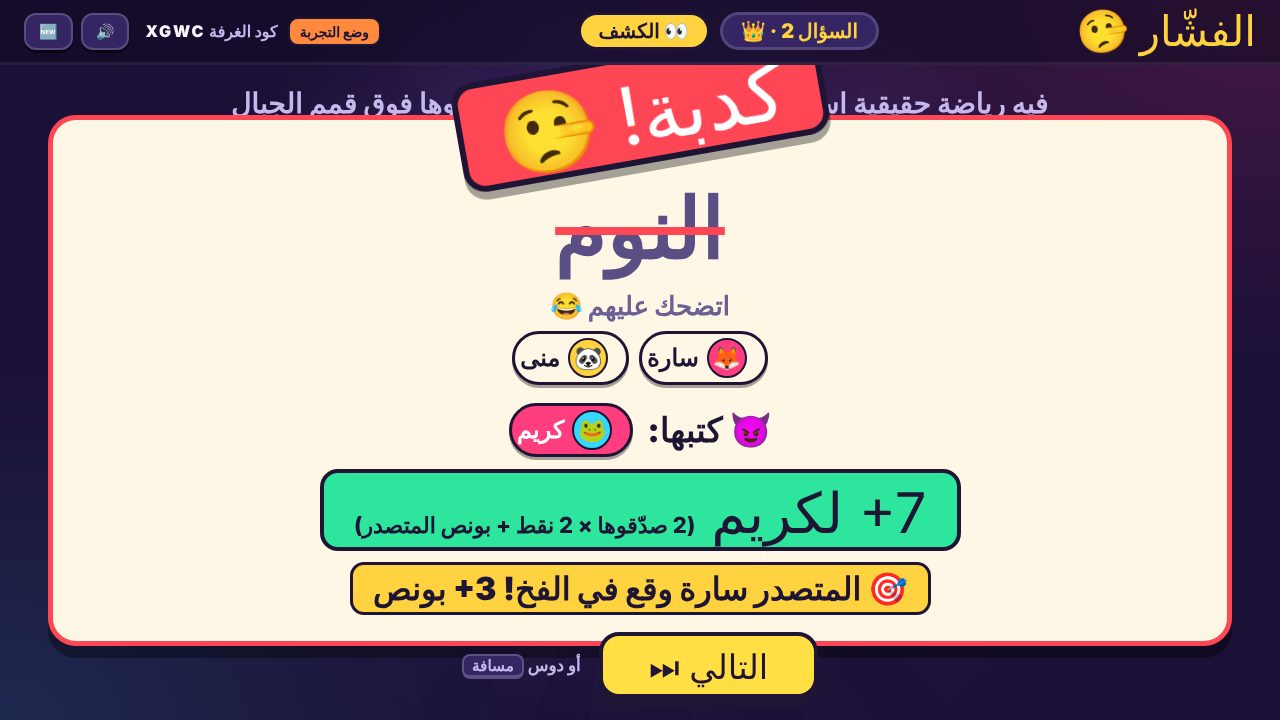 الفشّار 🤥
السؤال 2 · 👑
👀 الكشف
وضع التجربة
كود الغرفة XGWC
فيه رياضة حقيقية
وها فوق قمم الجبال
كدبة! 🤥
النوم
اتضحك عليهم 😂
سارة
منى
😈 كتبها: كريم
+7 لكريم (2 صدّقوها × 2 نقط + بونص المتصدر)
🎯 المتصدر سارة وقع في الفخ! +3 بونص
التالي ⏭
أو دوس مسافة